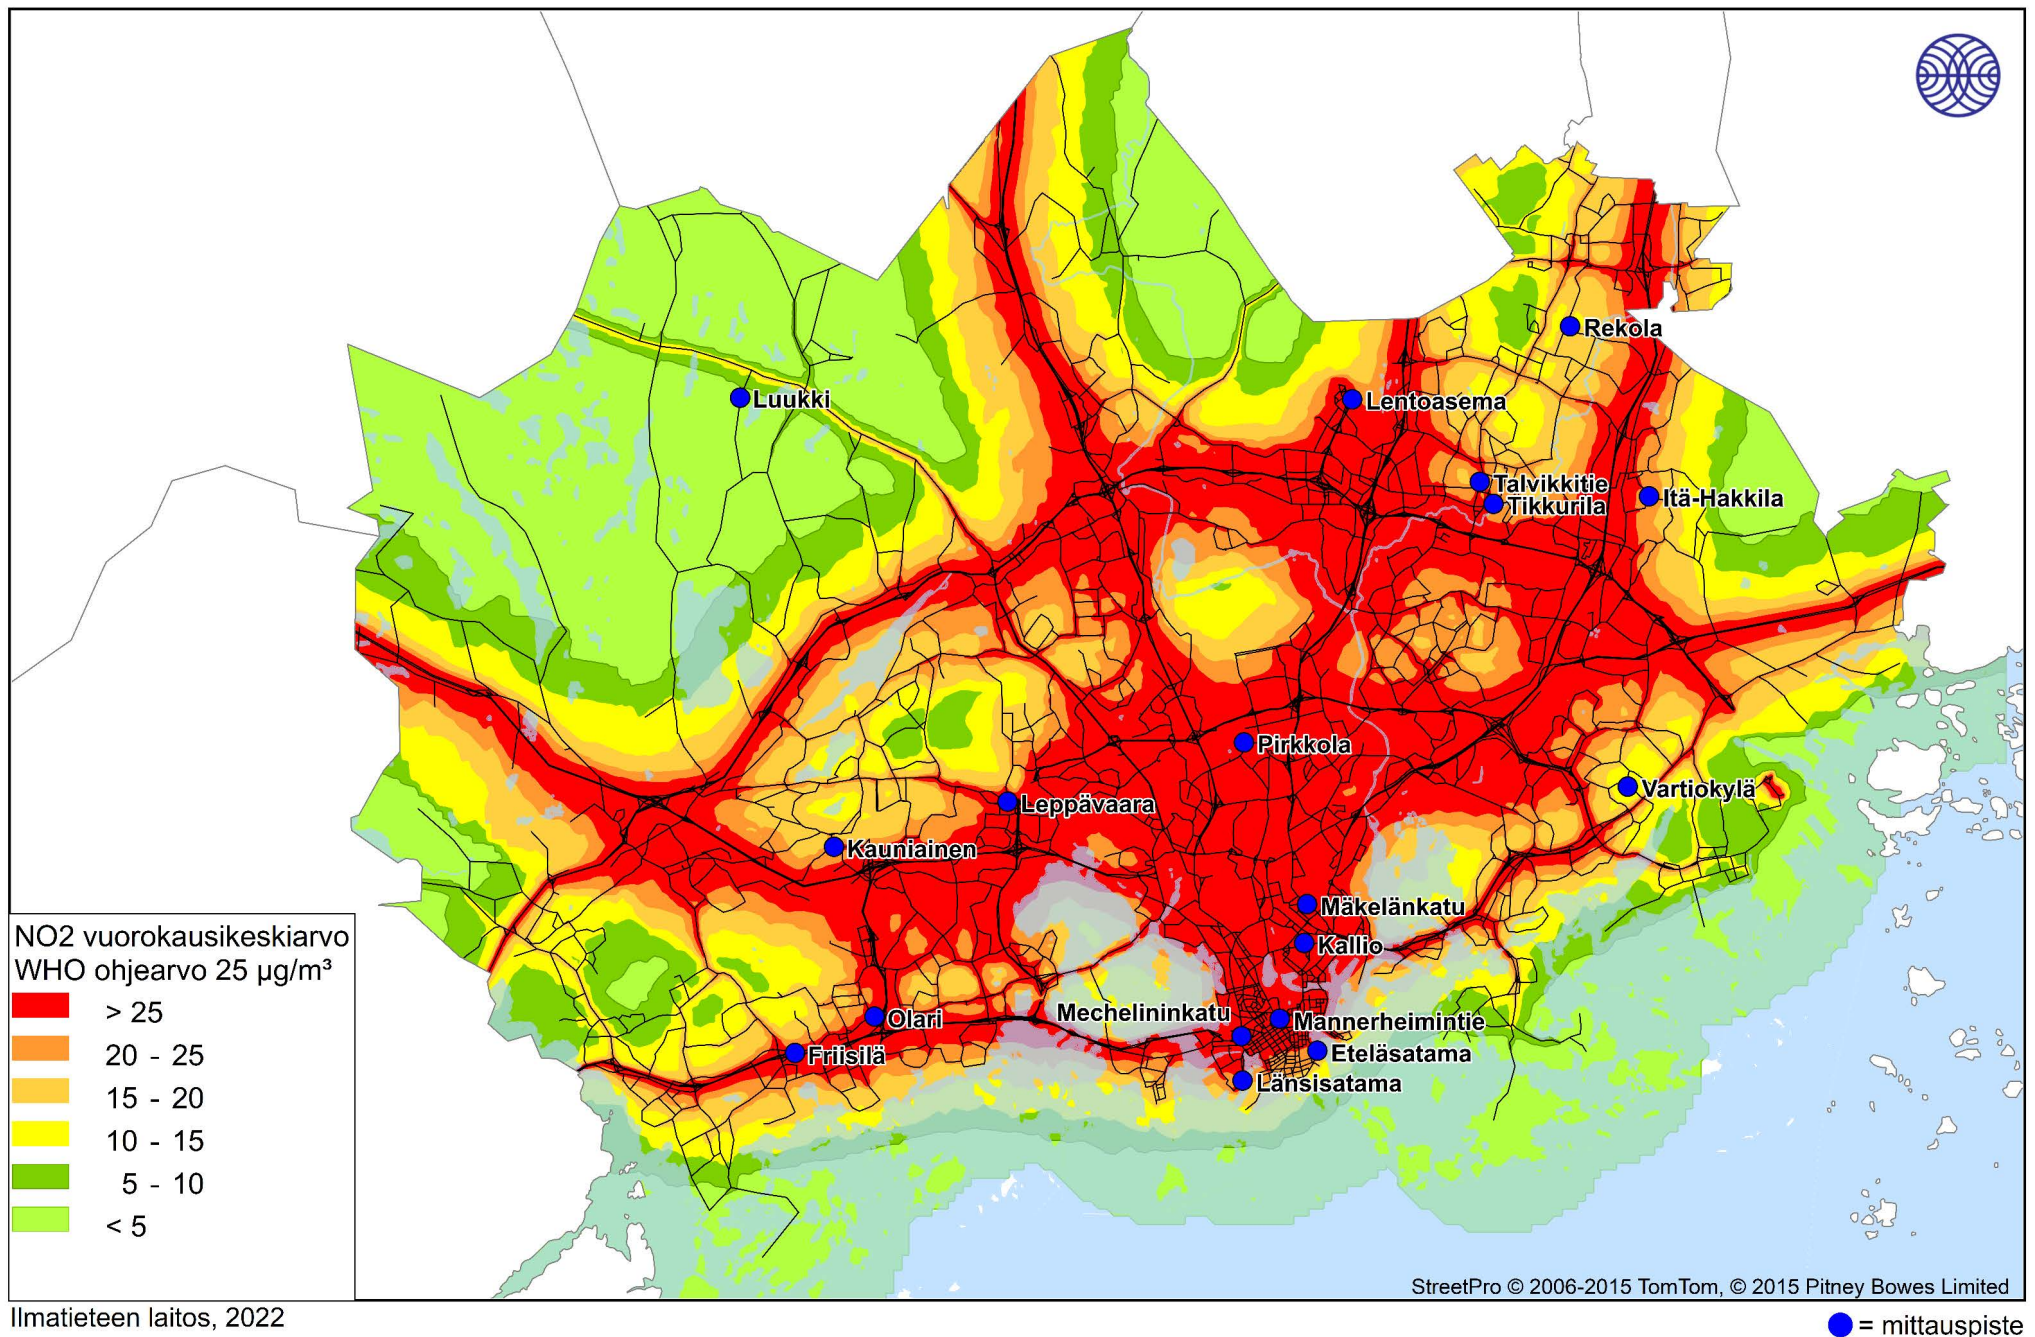 Rekola
Luukki
Lentoasema
Talvikkitie
Tikkurila
Itä-Hakkila
Pirkkola
Vartiokylä
Leppävaara
Kauniainen
Mäkelänkatu
Kallio
Mechelininkatu
Olari
Mannerheimintie
Friisilä
Eteläsatama
Länsisatama
NO2 vuorokausikeskiarvo
WHO ohjearvo 25 µg/m³
> 25
20 - 25
15 - 20
10 - 15
5 - 10
< 5
StreetPro © 2006-2015 TomTom, © 2015 Pitney Bowes Limited
Ilmatieteen laitos, 2022
= mittauspiste